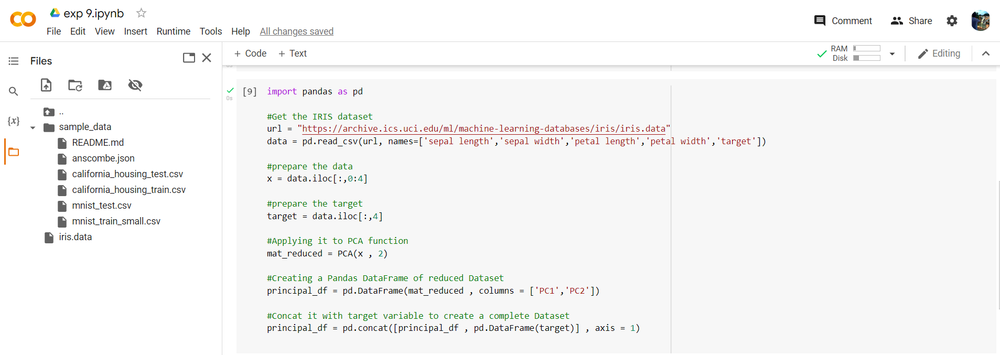 exp 9.ipynb
File Edit View Insert Runtime Tools Help All changes saved
Comment Share
Files
+ Code + Text
RAM
Disk
Editing
..
sample_data
README.md
anscombe.json
california_housing_test.csv
california_housing_train.csv
mnist_test.csv
mnist_train_small.csv
iris.data
{x}
0s
[9] import pandas as pd
#Get the IRIS dataset
url = "https://archive.ics.uci.edu/ml/machine-learning-databases/iris/iris.data"
data = pd.read_csv(url, names=['sepal length','sepal width','petal length','petal width','target'])
#prepare the data
x = data.iloc[:,0:4]
#prepare the target
target = data.iloc[:,4]
#Applying it to PCA function
mat_reduced = PCA(x , 2)
#Creating a Pandas DataFrame of reduced Dataset
principal_df = pd.DataFrame(mat_reduced , columns = ['PC1','PC2'])
#Concat it with target variable to create a complete Dataset
principal_df = pd.concat([principal_df , pd.DataFrame(target)] , axis = 1)